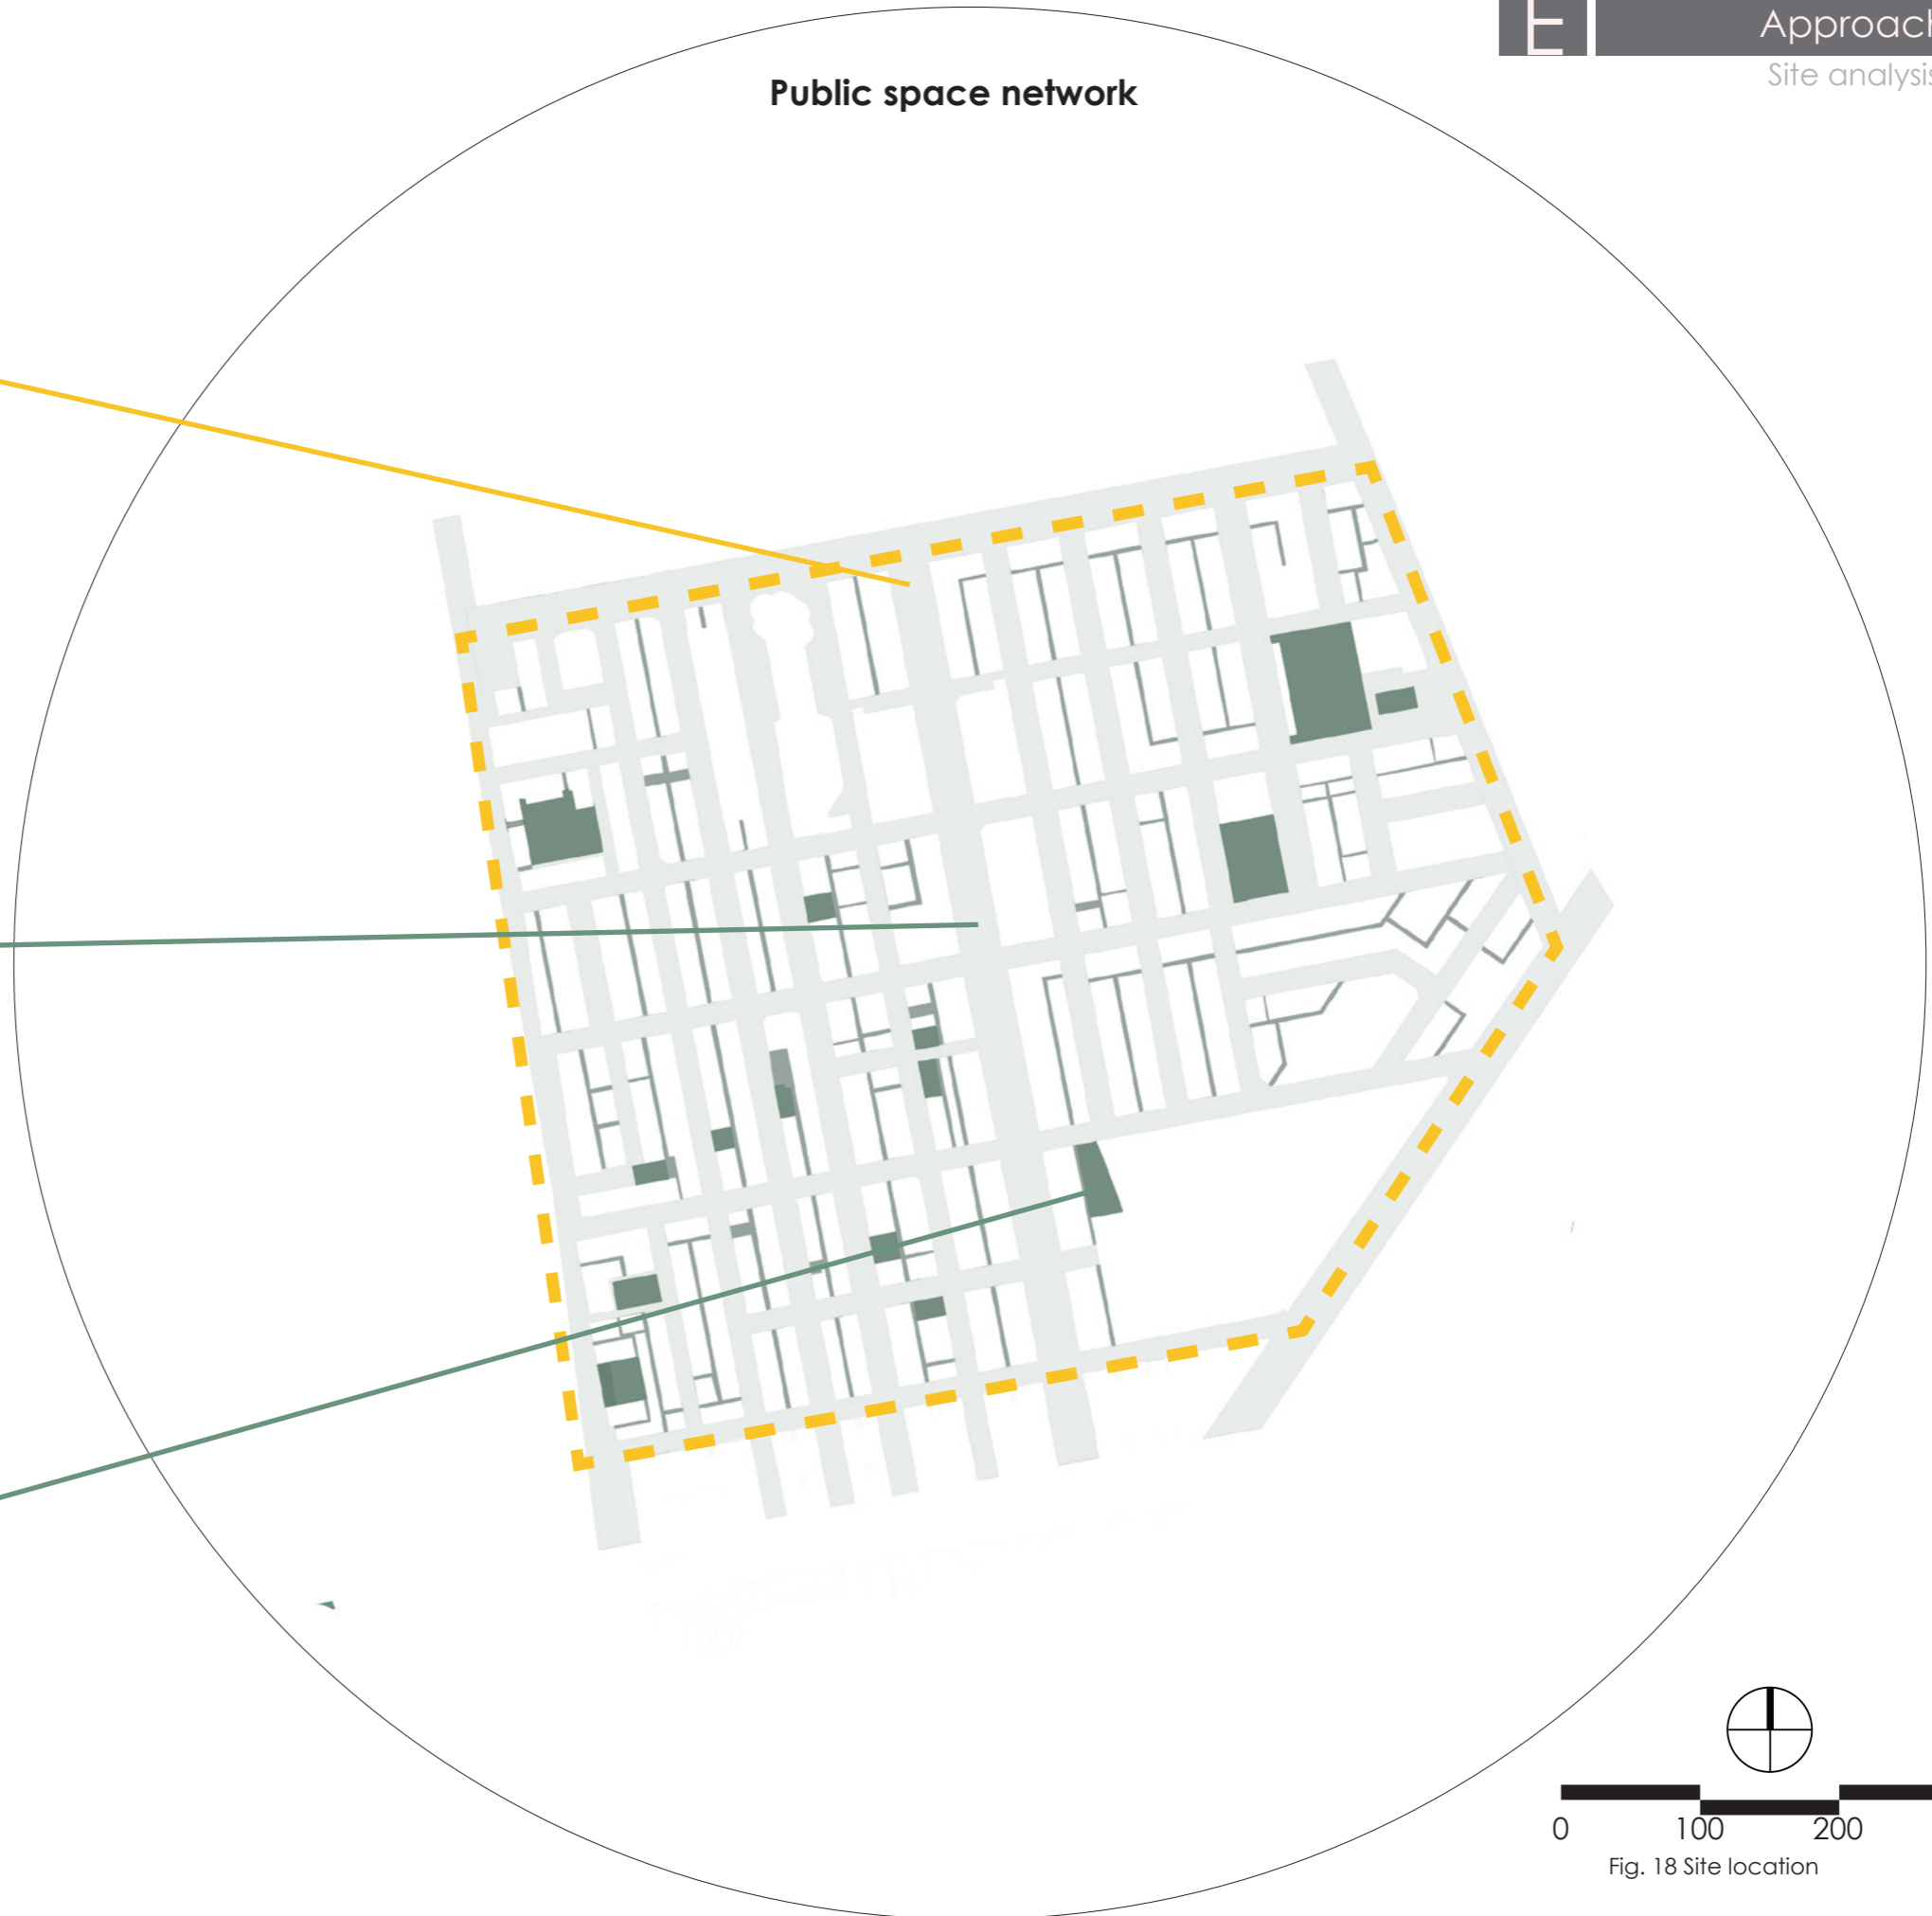 E
Approach
Site analysis
Public space network
0 100 200
Fig. 18 Site location